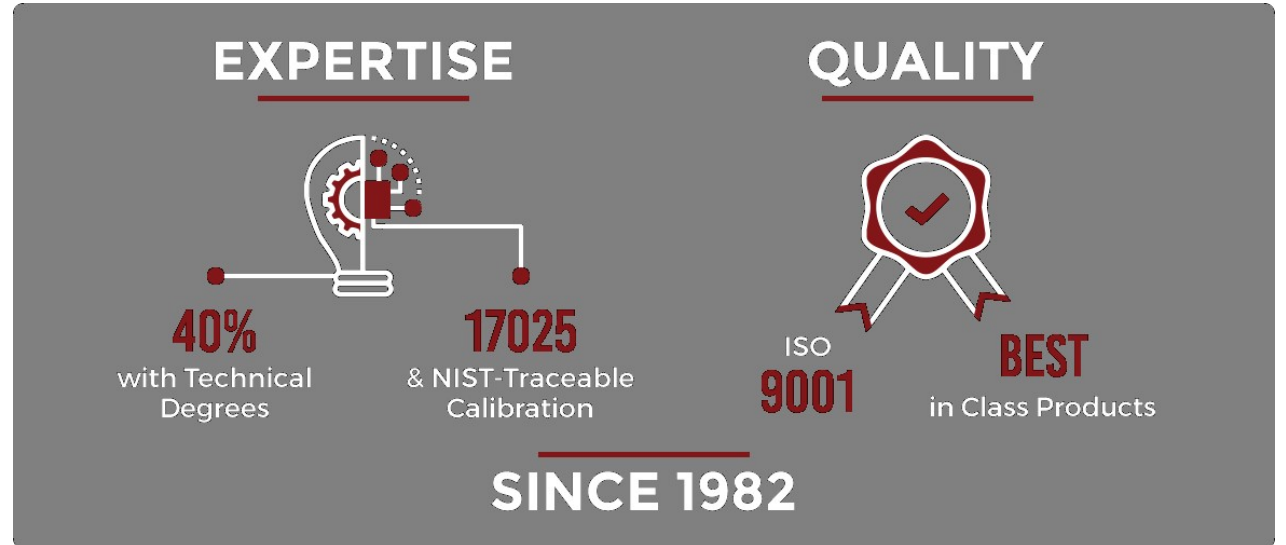 EXPERTISE
40%
with Technical
Degrees
17025
& NIST-Traceable
Calibration
QUALITY
ISO
9001
BEST
in Class Products
SINCE 1982